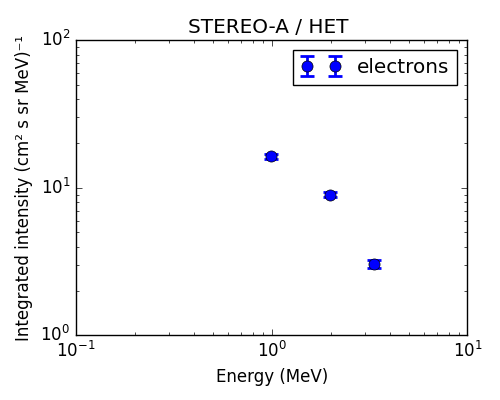 STEREO-A / HET
electrons
Integrated intensity (cm² s sr MeV)⁻¹
10²
10¹
10⁰
10⁻¹ 10⁰ 10¹
Energy (MeV)